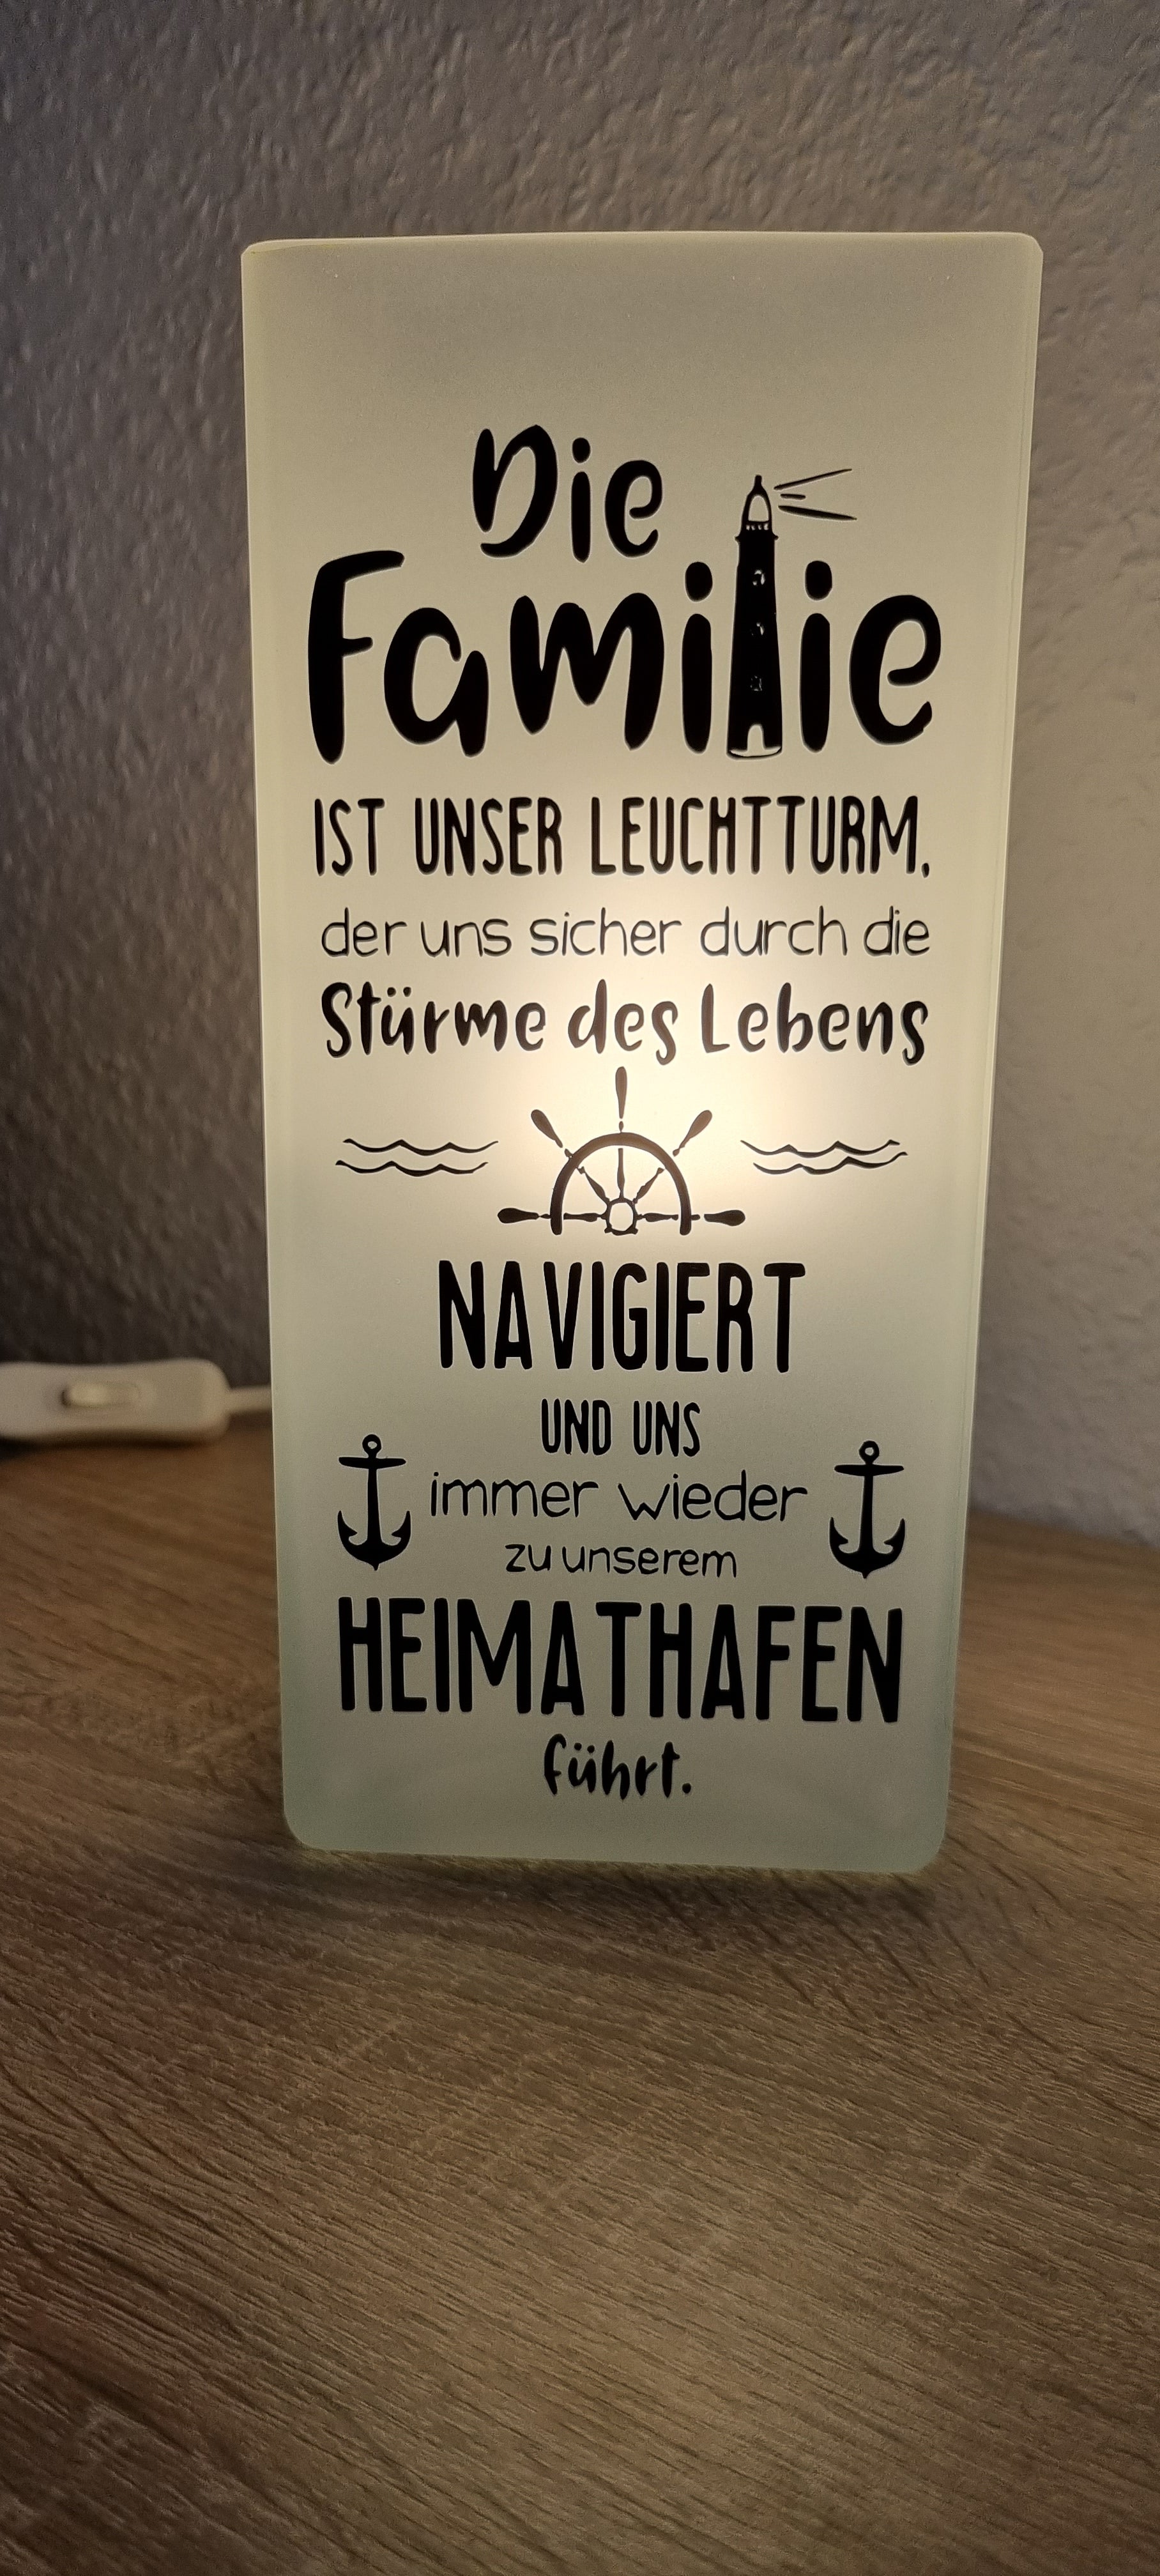 Die
Familie
IST UNSER LEUCHTTURM,
der uns sicher durch die
Stürme des Lebens
NAVIGIERT
UND UNS
immer wieder
zu unserem
HEIMATHAFEN
führt.